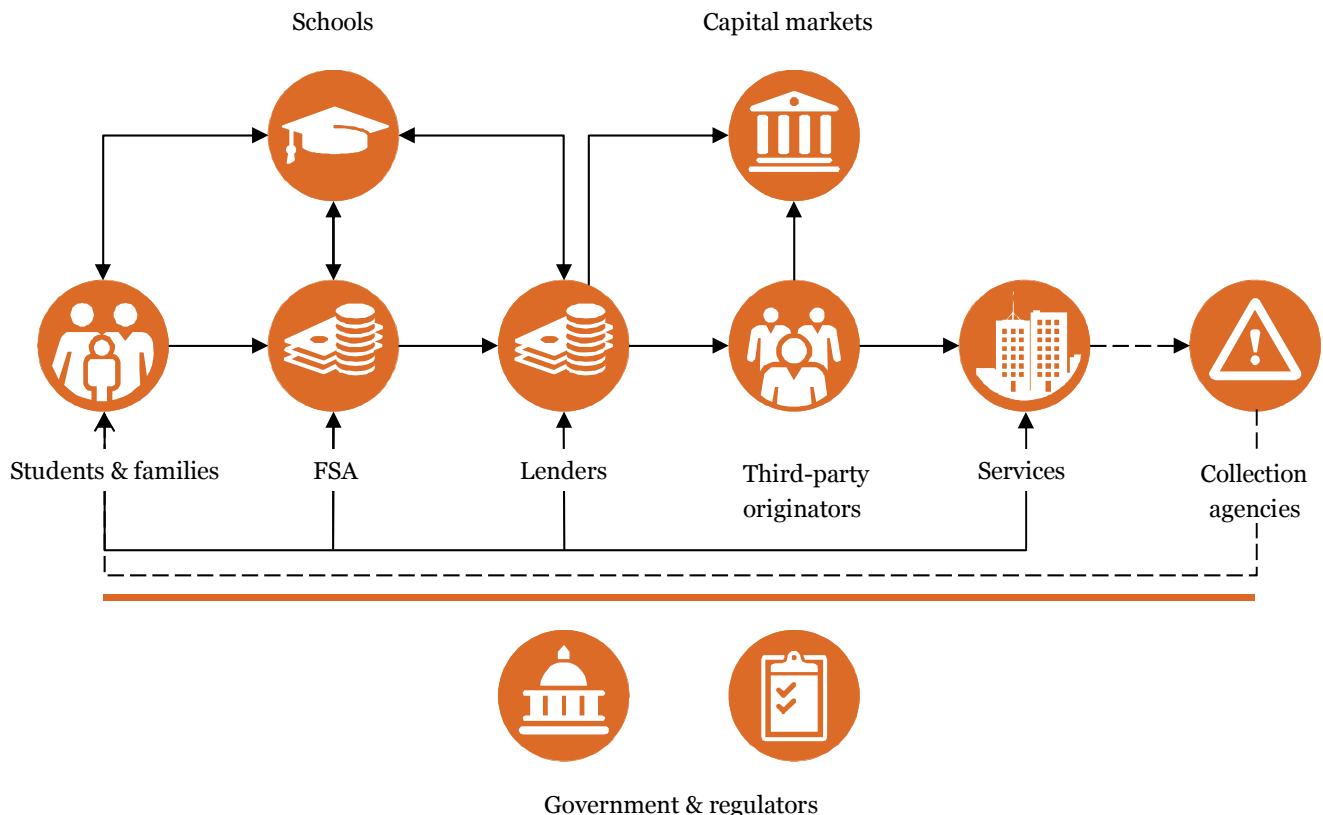 Schools
Capital markets
Students & families
FSA
Lenders
Third-party
originators
Services
Collection
agencies
Government & regulators